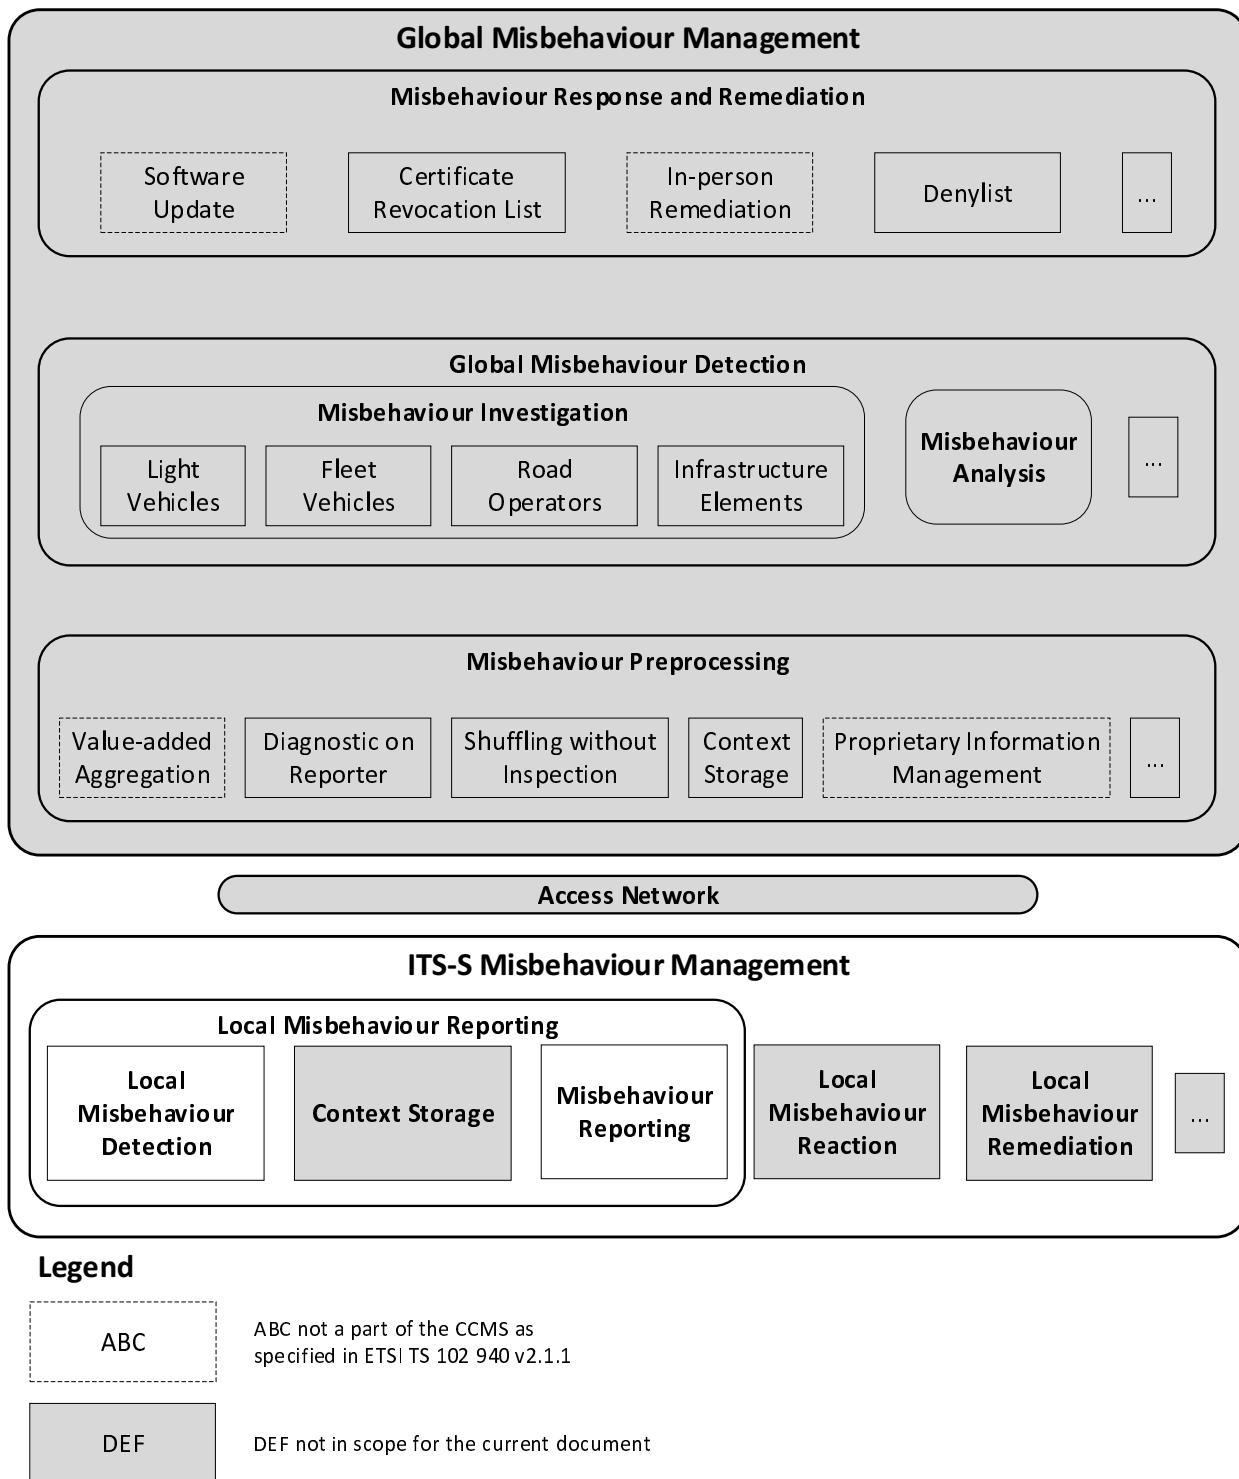 Global Misbehaviour Management
Misbehaviour Response and Remediation
Software
Update
Certificate
Revocation List
In-person
Remediation
Denylist
...
Global Misbehaviour Detection
Misbehaviour Investigation
Light
Vehicles
Fleet
Vehicles
Road
Operators
Infrastructure
Elements
Misbehaviour
Analysis
...
Misbehaviour Preprocessing
Value-added
Aggregation
Diagnostic on
Reporter
Shuffling without
Inspection
Context
Storage
Proprietary Information
Management
...
Access Network
ITS-S Misbehaviour Management
Local Misbehaviour Reporting
Local
Misbehaviour
Detection
Context Storage
Misbehaviour
Reporting
Local
Misbehaviour
Reaction
Local
Misbehaviour
Remediation
...
Legend
ABC
ABC not a part of the CCMS as
specified in ETSI TS 102 940 v2.1.1
DEF
DEF not in scope for the current document